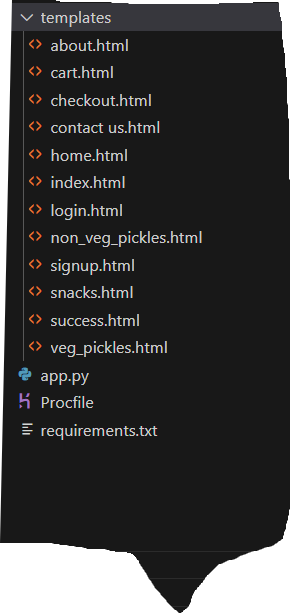 templates
about.html
cart.html
checkout.html
contact us.html
home.html
index.html
login.html
non_veg_pickles.html
signup.html
snacks.html
success.html
veg_pickles.html
app.py
Procfile
requirements.txt